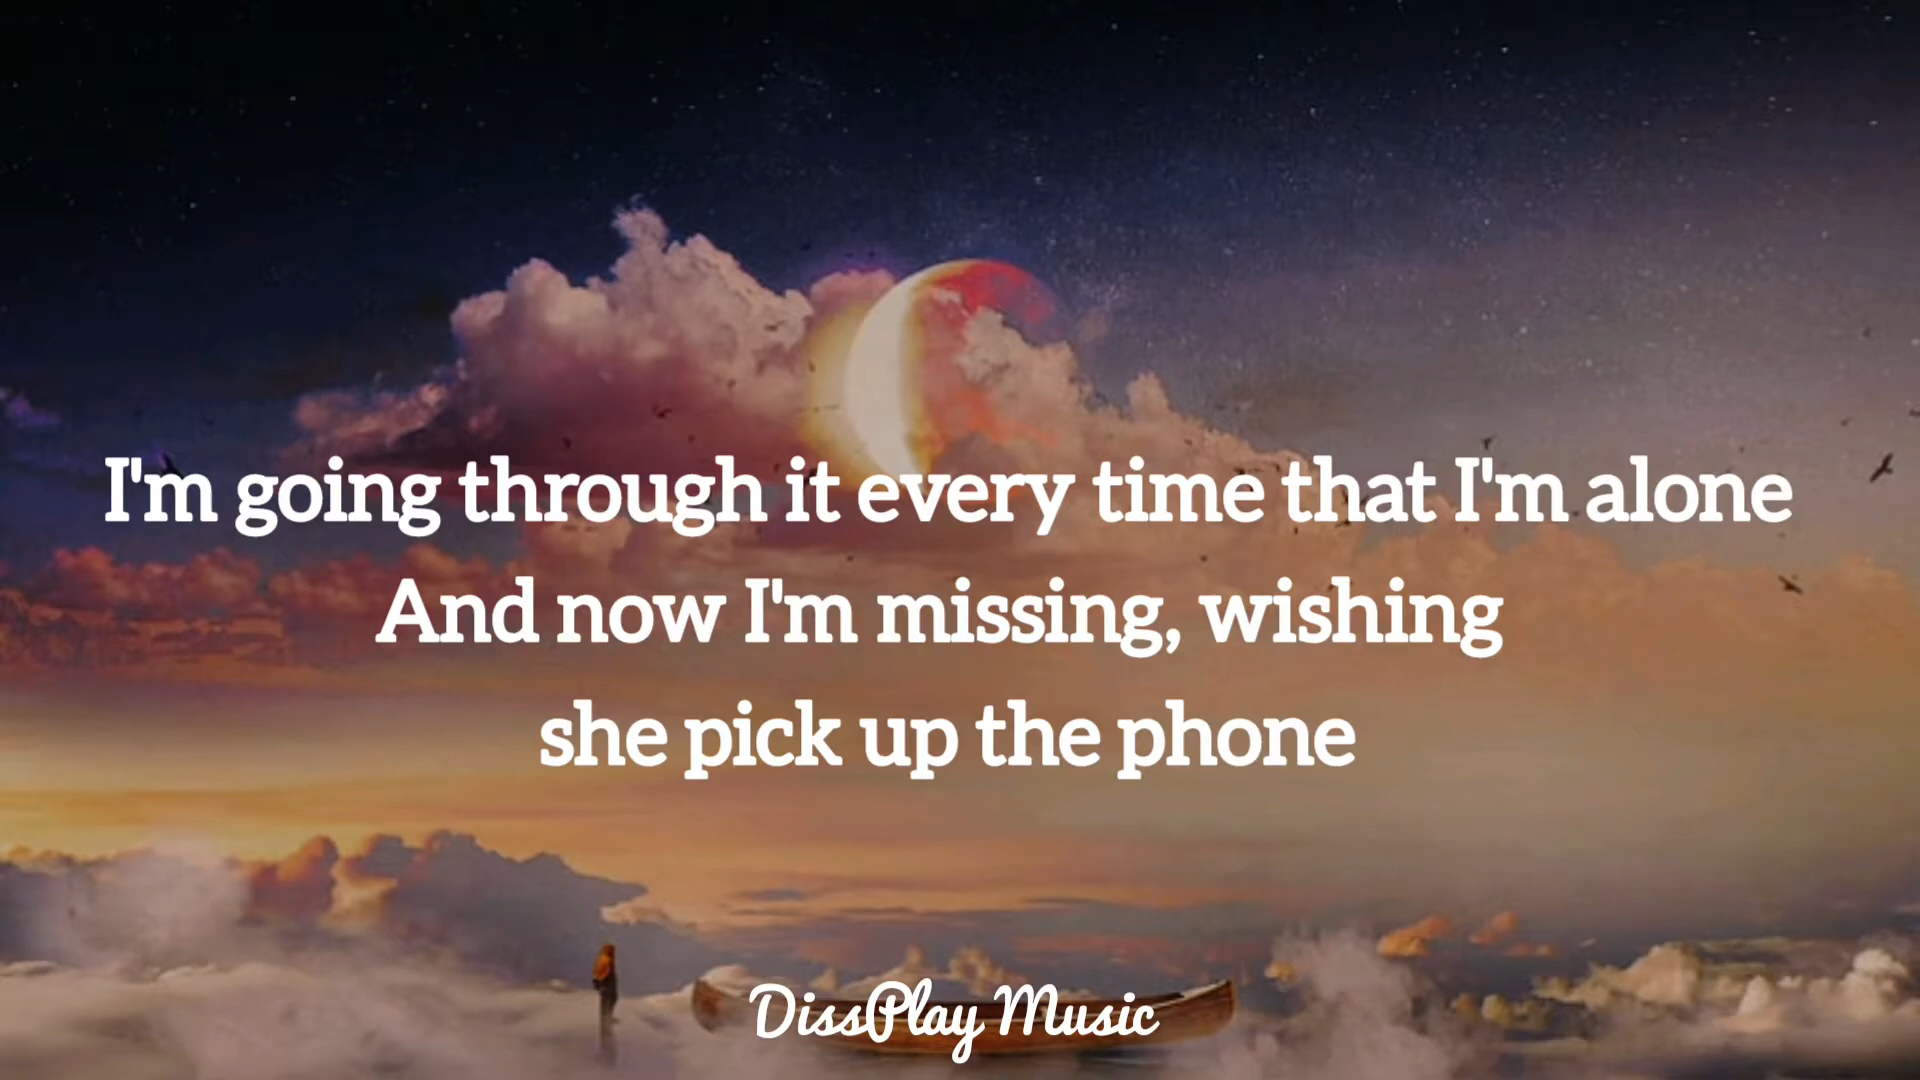 I'm going through it every time that I'm alone
And now I'm missing, wishing
she pick up the phone
DissPlay Music